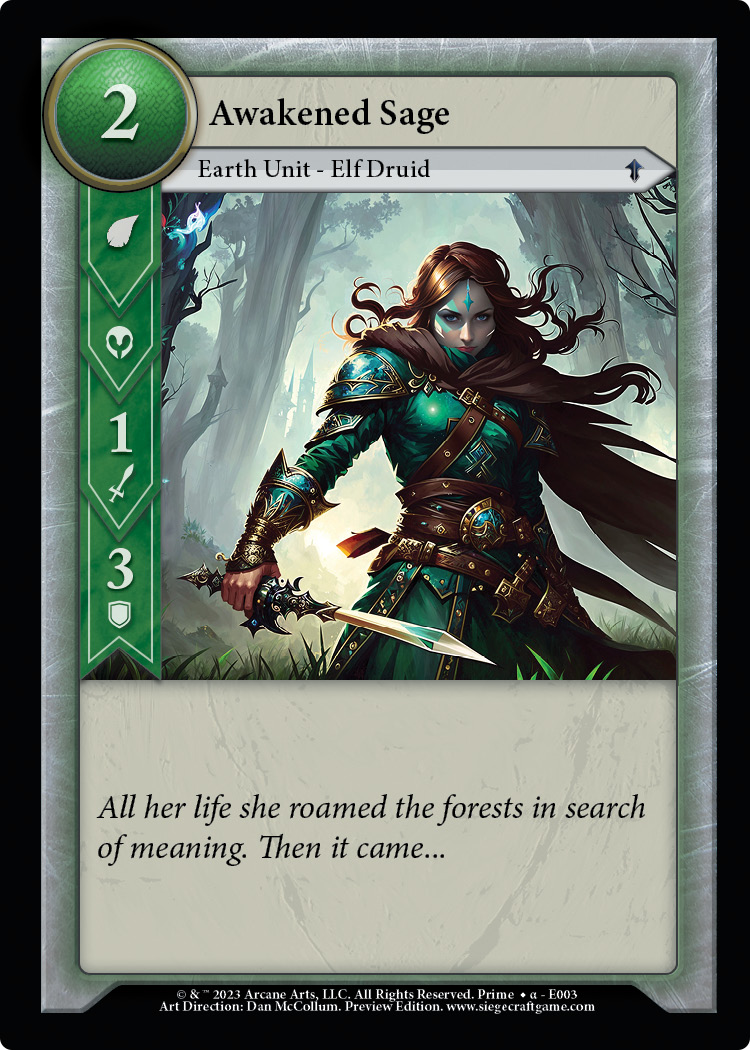 2
Awakened Sage
Earth Unit - Elf Druid
1
3
All her life she roamed the forests in search
of meaning. Then it came...
© & ™ 2023 Arcane Arts, LLC. All Rights Reserved. Prime ⬥ α - E003
Art Direction: Dan McCollum. Preview Edition. www.siegecraftgame.com